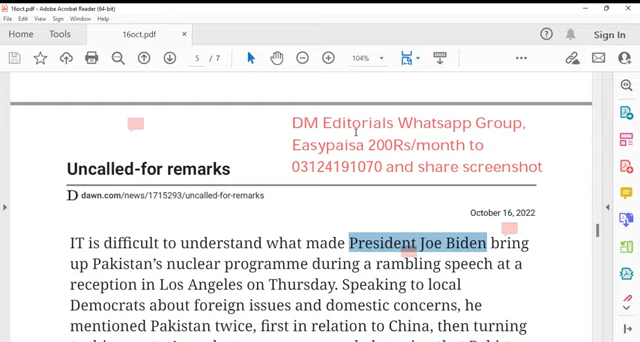 16oct.pdf - Adobe Acrobat Reader (64-bit)
File Edit View Sign Window Help
Home Tools 16oct.pdf × Sign In
5 / 7 104%
DM Editorials Whatsapp Group,
Easypaisa 200Rs/month to
03124191070 and share screenshot
Uncalled-for remarks
D dawn.com/news/1715293/uncalled-for-remarks
October 16, 2022
IT is difficult to understand what made President Joe Biden bring
up Pakistan's nuclear programme during a rambling speech at a
reception in Los Angeles on Thursday. Speaking to local
Democrats about foreign issues and domestic concerns, he
mentioned Pakistan twice, first in relation to China, then turning